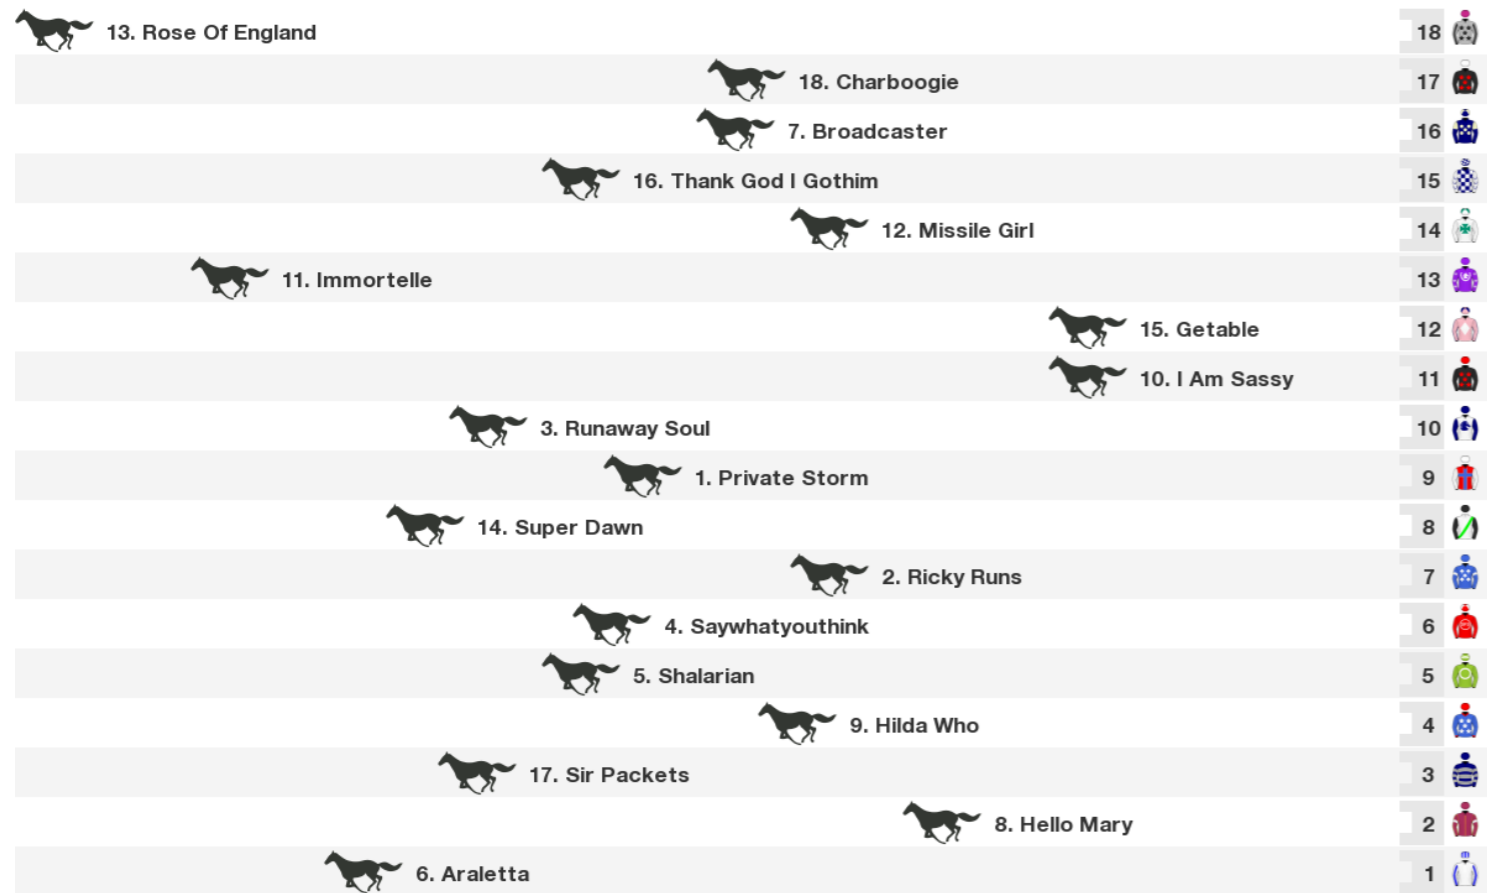 13. Rose Of England 18
18. Charboogie 17
7. Broadcaster 16
16. Thank God I Gothim 15
12. Missile Girl 14
11. Immortelle 13
15. Getable 12
10. I Am Sassy 11
3. Runaway Soul 10
1. Private Storm 9
14. Super Dawn 8
2. Ricky Runs 7
4. Saywhatyouthink 6
5. Shalarian 5
9. Hilda Who 4
17. Sir Packets 3
8. Hello Mary 2
6. Araletta 1